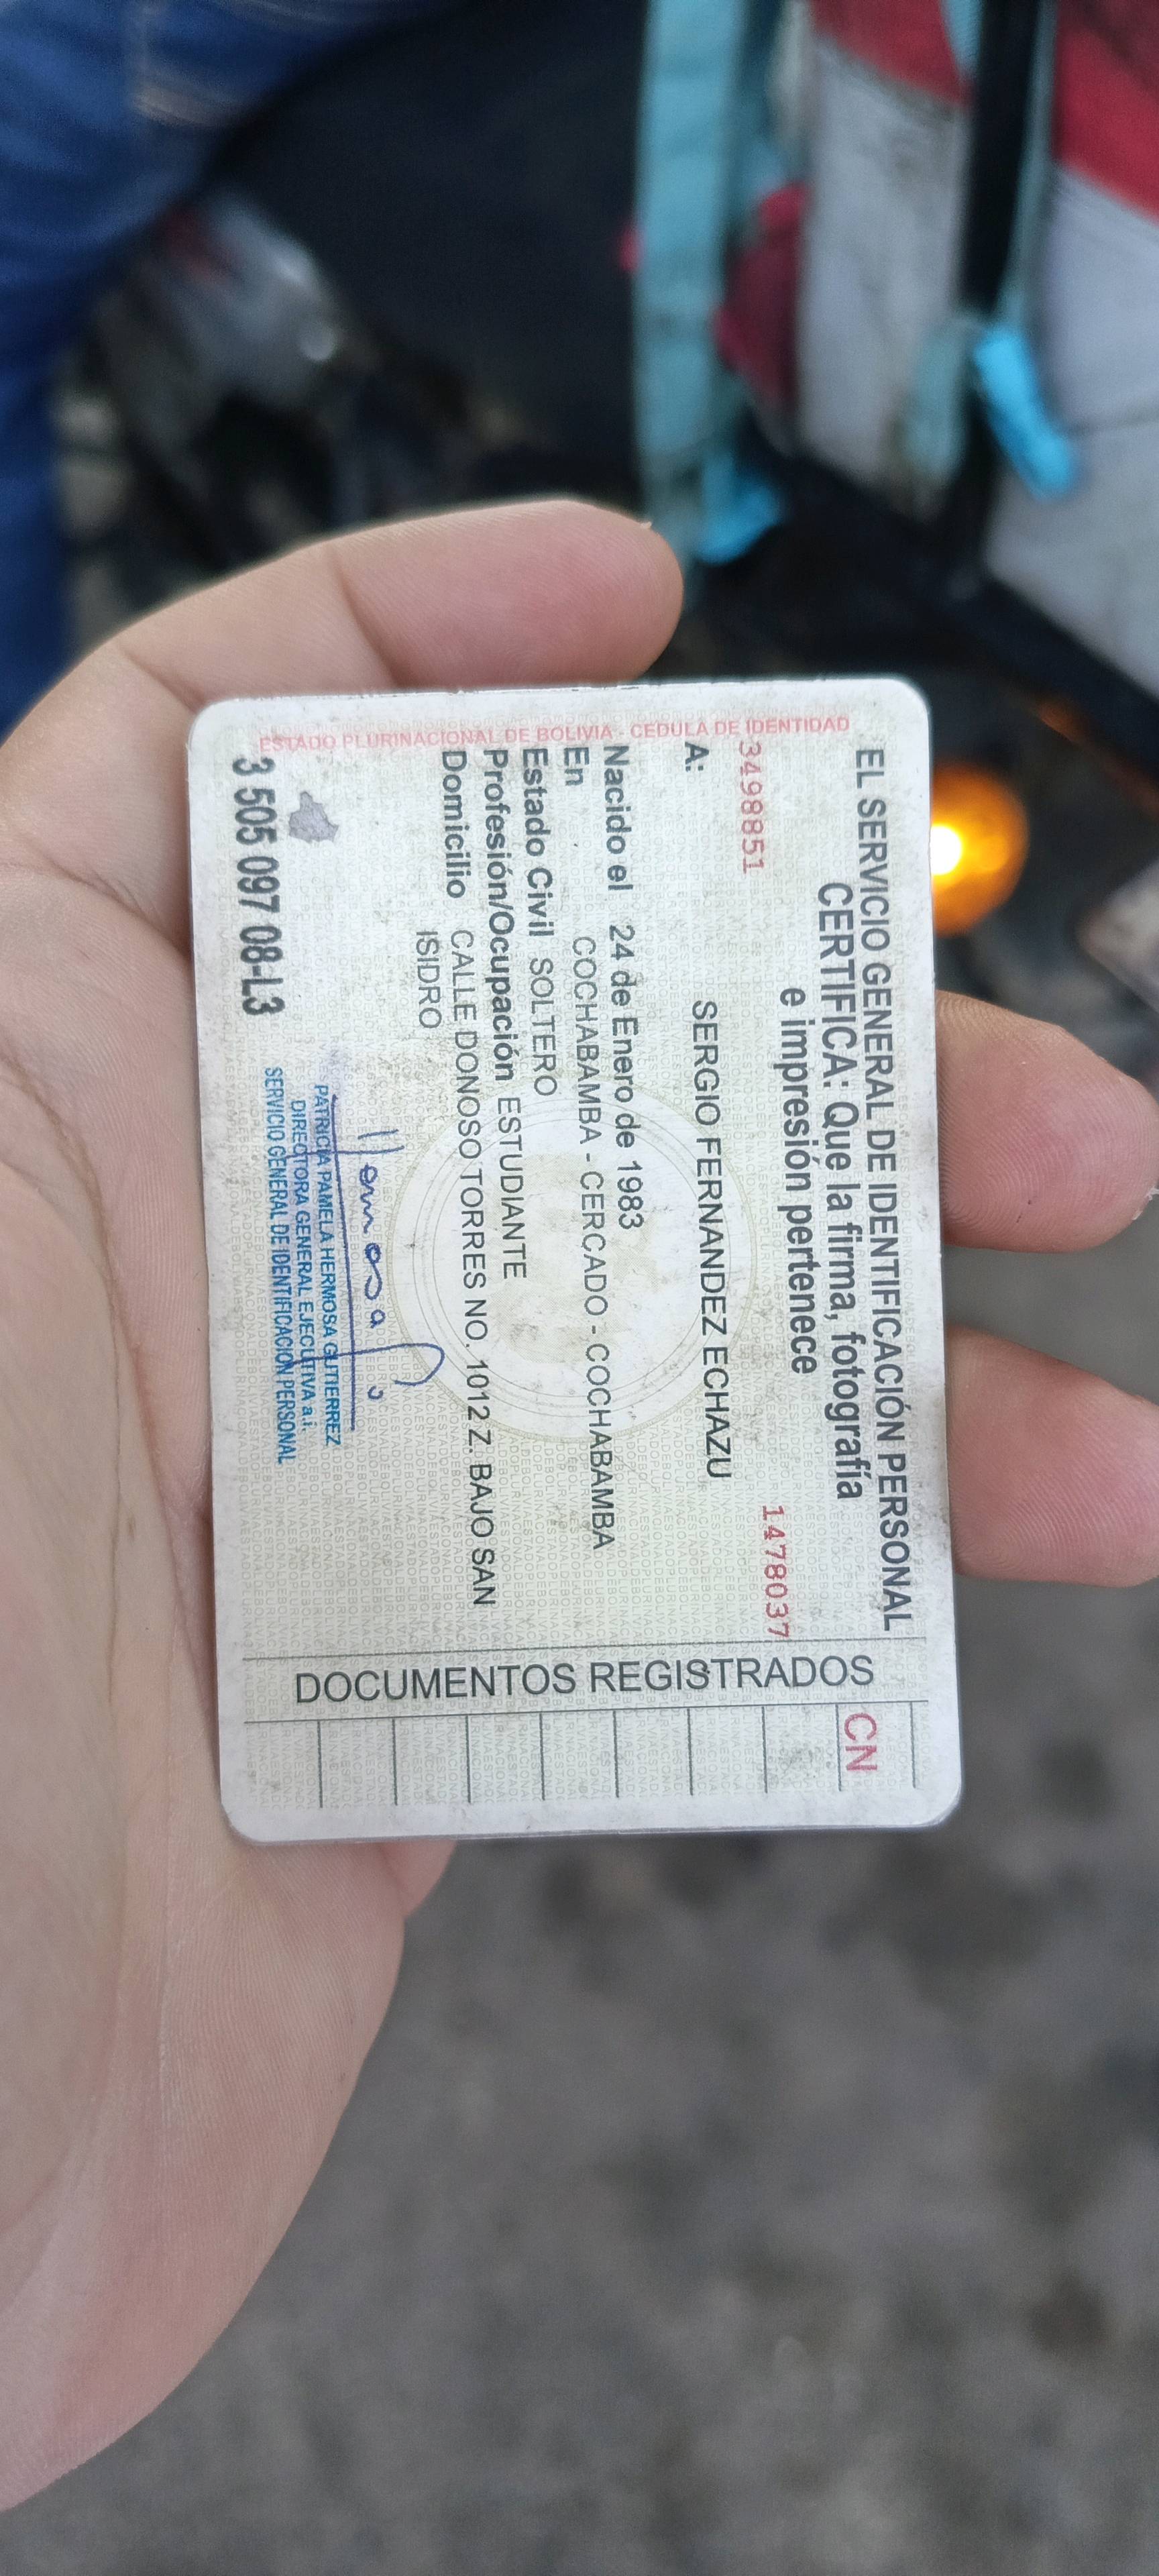 ESTADO PLURINACIONAL DE BOLIVIA - CEDULA DE IDENTIDAD
EL SERVICIO GENERAL DE IDENTIFICACIÓN PERSONAL
CERTIFICA: Que la firma, fotografía
e impresión pertenece
3498851 1478037
A: SERGIO FERNANDEZ ECHAZU
Nacido el 24 de Enero de 1983
En COCHABAMBA - CERCADO - COCHABAMBA
Estado Civil SOLTERO
Profesión/Ocupación ESTUDIANTE
Domicilio CALLE DONOSO TORRES NO. 1012 Z. BAJO SAN
ISIDRO
PATRICIA PAMELA HERMOSA GUTIERREZ
DIRECTORA GENERAL EJECUTIVA a.i.
SERVICIO GENERAL DE IDENTIFICACIÓN PERSONAL
3 505 097 08-L3
DOCUMENTOS REGISTRADOS
CN